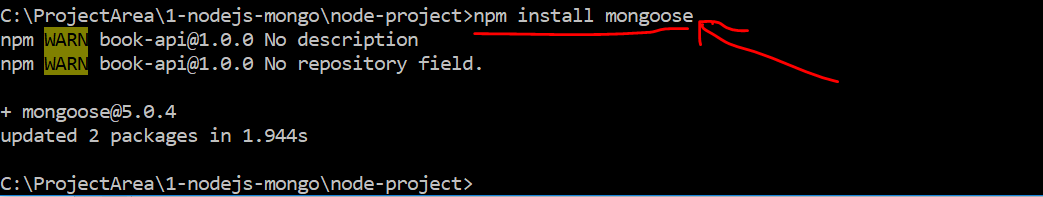 C:\ProjectArea\1-nodejs-mongo\node-project>npm install mongoose
npm WARN book-api@1.0.0 No description
npm WARN book-api@1.0.0 No repository field.
+ mongoose@5.0.4
updated 2 packages in 1.944s
C:\ProjectArea\1-nodejs-mongo\node-project>